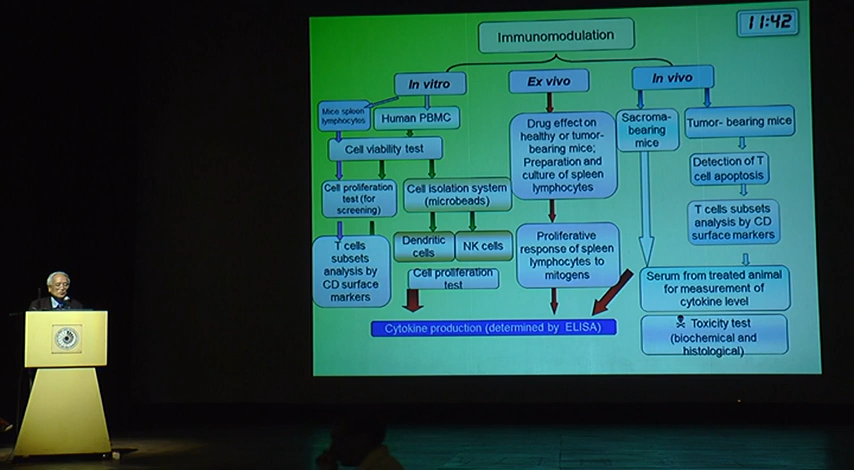 11:42
Immunomodulation
In vitro
Ex vivo
In vivo
Mice spleen
lymphocytes
Human PBMC
Cell viability test
Cell proliferation
test (for
screening)
Cell isolation system
(microbeads)
T cells
subsets
analysis by
CD surface
markers
Dendritic
cells
NK cells
Cell proliferation
test
Drug effect on
healthy or tumor-
bearing mice;
Preparation and
culture of spleen
lymphocytes
Proliferative
response of spleen
lymphocytes to
mitogens
Sacroma-
bearing
mice
Tumor- bearing mice
Detection of T
cell apoptosis
T cells subsets
analysis by CD
surface markers
Serum from treated animal
for measurement of
cytokine level
Toxicity test
(biochemical and
histological)
Cytokine production (determined by ELISA)